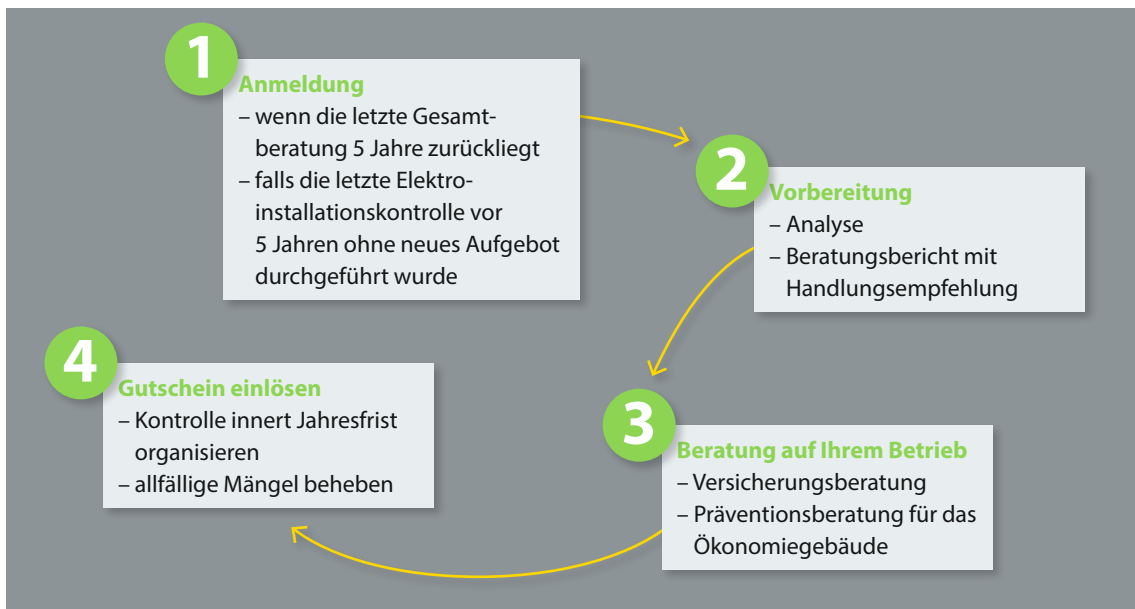 1
Anmeldung
– wenn die letzte Gesamt-
beratung 5 Jahre zurückliegt
– falls die letzte Elektro-
installationskontrolle vor
5 Jahren ohne neues Aufgebot
durchgeführt wurde
2
Vorbereitung
– Analyse
– Beratungsbericht mit
Handlungsempfehlung
3
Beratung auf Ihrem Betrieb
– Versicherungsberatung
– Präventionsberatung für das
Ökonomiegebäude
4
Gutschein einlösen
– Kontrolle innert Jahresfrist
organisieren
– allfällige Mängel beheben